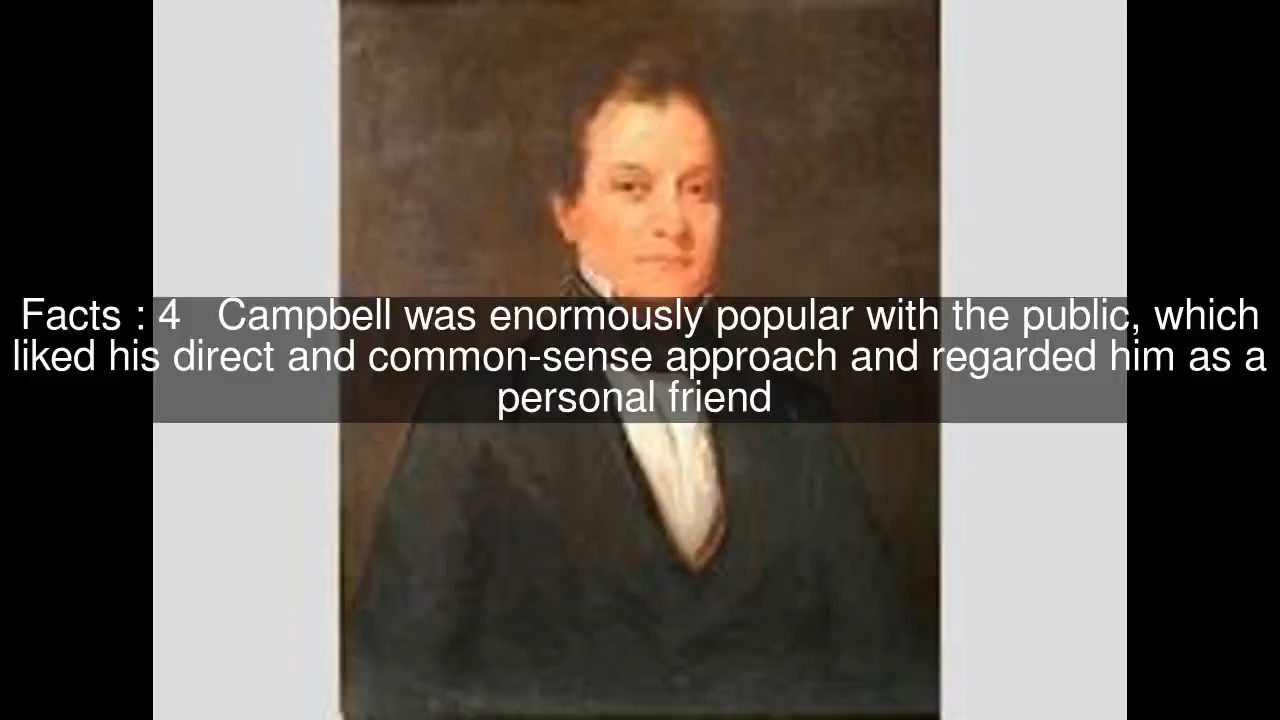 Facts : 4   Campbell was enormously popular with the public, which
liked his direct and common-sense approach and regarded him as a
personal friend